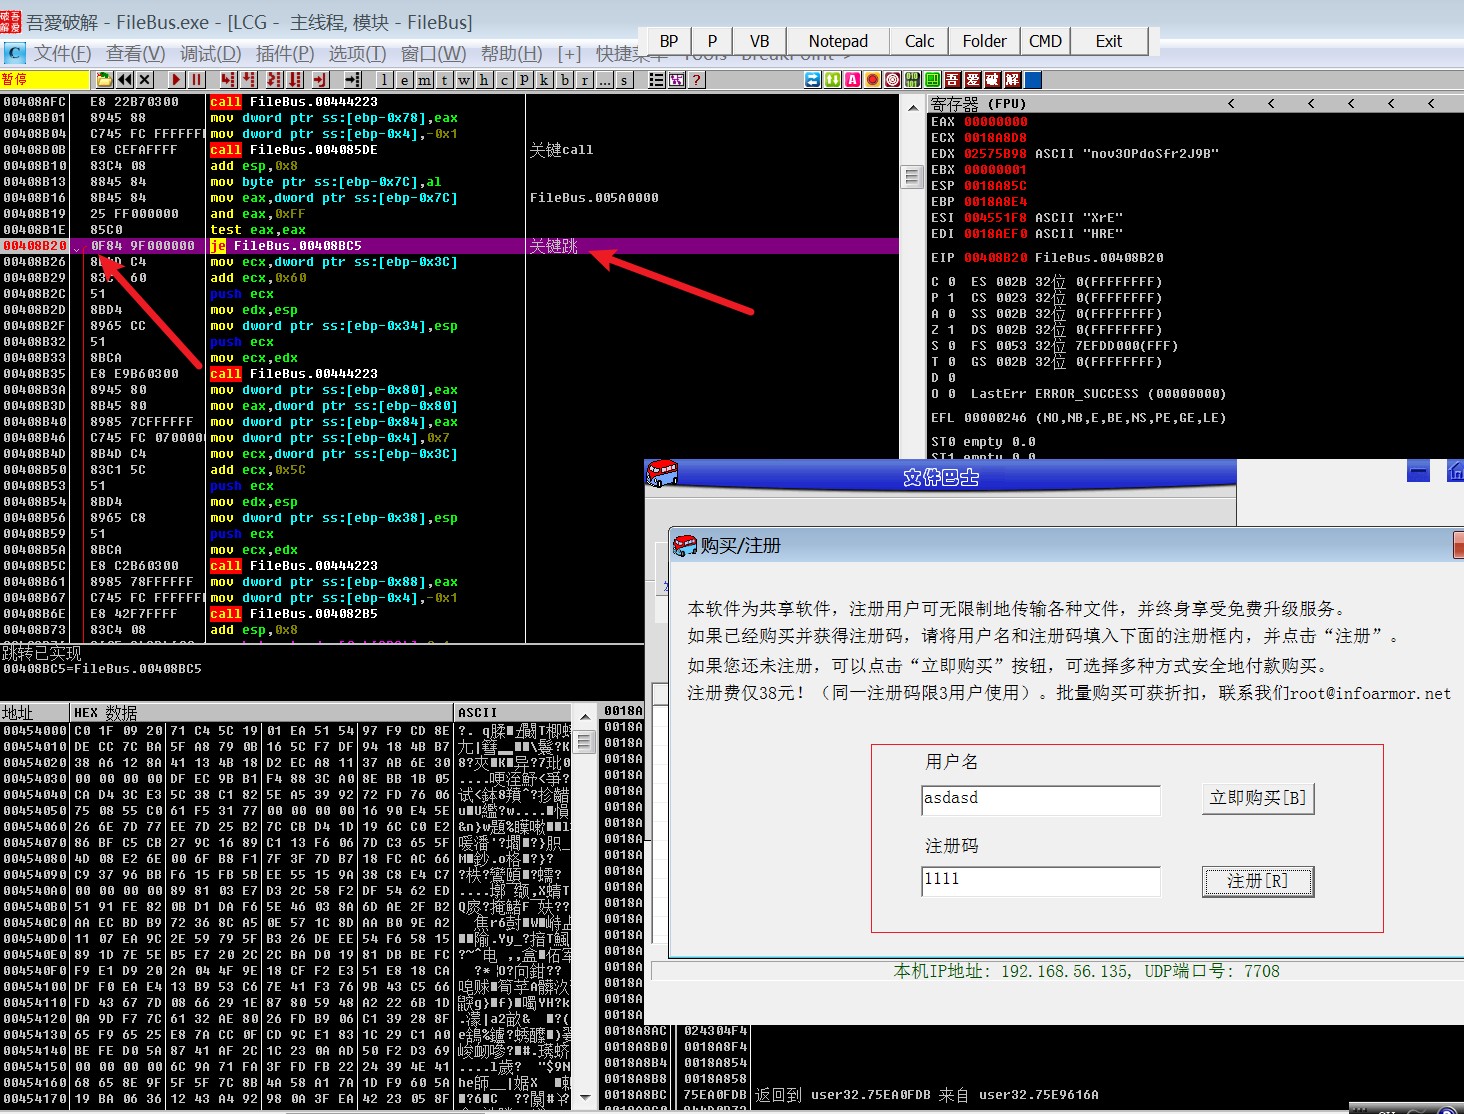 吾愛破解 - FileBus.exe - [LCG - 主线程, 模块 - FileBus]
文件(F) 查看(V) 调试(D) 插件(P) 选项(T) 窗口(W) 帮助(H) [+] 快捷菜单 Tools BreakPoint->
BP P VB Notepad Calc Folder CMD Exit
暂停
l e m t w h c p k b r ... s
吾 爱 破 解
00408AFC E8 22B70300 call FileBus.00444223
00408B01 8945 88 mov dword ptr ss:[ebp-0x78],eax
00408B04 C745 FC FFFFFF mov dword ptr ss:[ebp-0x4],-0x1
00408B0B E8 CEFAFFFF call FileBus.004085DE 关键call
00408B10 83C4 08 add esp,0x8
00408B13 8845 84 mov byte ptr ss:[ebp-0x7C],al
00408B16 8B45 84 mov eax,dword ptr ss:[ebp-0x7C] FileBus.005A0000
00408B19 25 FF000000 and eax,0xFF
00408B1E 85C0 test eax,eax
00408B20 0F84 9F000000 je FileBus.00408BC5 关键跳
00408B26 8B4D C4 mov ecx,dword ptr ss:[ebp-0x3C]
00408B29 83C1 60 add ecx,0x60
00408B2C 51 push ecx
00408B2D 8BD4 mov edx,esp
00408B2F 8965 CC mov dword ptr ss:[ebp-0x34],esp
00408B32 51 push ecx
00408B33 8BCA mov ecx,edx
00408B35 E8 E9B60300 call FileBus.00444223
00408B3A 8945 80 mov dword ptr ss:[ebp-0x80],eax
00408B3D 8B45 80 mov eax,dword ptr ss:[ebp-0x80]
00408B40 8985 7CFFFFFF mov dword ptr ss:[ebp-0x84],eax
00408B46 C745 FC 070000 mov dword ptr ss:[ebp-0x4],0x7
00408B4D 8B4D C4 mov ecx,dword ptr ss:[ebp-0x3C]
00408B50 83C1 5C add ecx,0x5C
00408B53 51 push ecx
00408B54 8BD4 mov edx,esp
00408B56 8965 C8 mov dword ptr ss:[ebp-0x38],esp
00408B59 51 push ecx
00408B5A 8BCA mov ecx,edx
00408B5C E8 C2B60300 call FileBus.00444223
00408B61 8985 78FFFFFF mov dword ptr ss:[ebp-0x88],eax
00408B67 C745 FC FFFFFF mov dword ptr ss:[ebp-0x4],-0x1
00408B6E E8 42F7FFFF call FileBus.004082B5
00408B73 83C4 08 add esp,0x8
跳转已实现
00408BC5=FileBus.00408BC5
寄存器 (FPU) < < < < < <
EAX 00000000
ECX 0018A8D8
EDX 02575B98 ASCII "nov3OPdoSfr2J9B"
EBX 00000001
ESP 0018A85C
EBP 0018A8E4
ESI 004551F8 ASCII "XrE"
EDI 0018AEF0 ASCII "HRE"
EIP 00408B20 FileBus.00408B20
C 0 ES 002B 32位 0(FFFFFFFF)
P 1 CS 0023 32位 0(FFFFFFFF)
A 0 SS 002B 32位 0(FFFFFFFF)
Z 1 DS 002B 32位 0(FFFFFFFF)
S 0 FS 0053 32位 7EFDD000(FFF)
T 0 GS 002B 32位 0(FFFFFFFF)
D 0
O 0 LastErr ERROR_SUCCESS (00000000)
EFL 00000246 (NO,NB,E,BE,NS,PE,GE,LE)
ST0 empty 0.0
ST1 empty 0.0
文件巴士
购买/注册
本软件为共享软件，注册用户可无限制地传输各种文件，并终身享受免费升级服务。
如果已经购买并获得注册码，请将用户名和注册码填入下面的注册框内，并点击“注册”。
如果您还未注册，可以点击“立即购买”按钮，可选择多种方式安全地付款购买。
注册费仅38元！（同一注册码限3用户使用）。批量购买可获折扣，联系我们root@infoarmor.net
用户名
asdasd
立即购买[B]
注册码
1111
注册[R]
本机IP地址: 192.168.56.135, UDP端口号: 7708
地址 HEX 数据 ASCII
00454000 C0 1F 09 20 71 C4 5C 19 01 EA 51 54 97 F9 CD 8E
00454010 DE CC 7C BA 5F A8 79 0B 16 5C F7 DF 94 18 4B B7
00454020 38 A6 12 8A 41 13 4B 18 D2 EC A8 11 37 AB 6E 30
00454030 00 00 00 00 DF EC 9B B1 F4 88 3C A0 8E BB 1B 05
00454040 CA D4 3C E3 5C 38 C1 82 5E A5 39 92 72 FD 76 06
00454050 75 08 55 C0 61 F5 31 77 00 00 00 00 16 90 E4 5E
00454060 26 6E 7D 77 EE 7D 25 B2 7C CB D4 1D 19 6C C0 E2
00454070 86 BF C5 CB 27 9C 16 89 C1 13 F6 06 7D C3 65 5F
00454080 4D 08 E2 6E 00 6F B8 F1 7F 3F 7D B7 18 FC AC 66
00454090 C9 37 96 BB F6 15 FB 5B EE 55 15 9A 38 C8 E4 C7
004540A0 00 00 00 00 89 81 03 E7 D3 2C 58 F2 DF 54 62 ED
004540B0 51 91 FE 82 0B D1 DA F6 5E 46 03 8A 6D AE 2F B2
004540C0 AA EC BD B9 72 36 8C A5 0E 57 1C 8D AA B0 9E A2
004540D0 11 07 EA 9C 2E 59 79 5F B3 26 DE EE 54 F6 58 15
004540E0 89 1D 7E 5E B5 E7 20 2C 2C BA D0 19 81 DB BE FC
004540F0 F9 E1 D9 20 2A 04 4F 9E 18 CF F2 E3 51 E8 18 CA
00454100 DF F0 EA E4 13 B9 53 C6 7E 41 F3 76 9B 43 C5 66
00454110 FD 43 67 7D 08 66 29 1E 87 80 59 48 A2 22 6B 1D
00454120 0A 9D F7 7C 61 32 AE 80 26 FD B9 06 C1 39 28 8F
00454130 65 F9 65 25 E8 7A CC 0F CD 9C E1 83 1C 29 C1 A0
00454140 BE FE D0 5A 87 41 AF 2C 1C 23 0A AD 50 F2 D3 69
00454150 00 00 00 00 6C 9A 71 FA 3F FD FB 22 24 39 4E 41
00454160 68 65 8E 9F 5F 5F 7C 8B 4A 58 A1 7A 1D F9 60 5A
00454170 19 BA 06 36 12 43 A4 92 98 0A 3F EA 42 23 05 8F
0018A8AC 024304F4
0018A8B0 0018A8F4
0018A8B4 0018A854
0018A8B8 0018A858
0018A8BC 75EA0FDB 返回到 user32.75EA0FDB 来自 user32.75E9616A